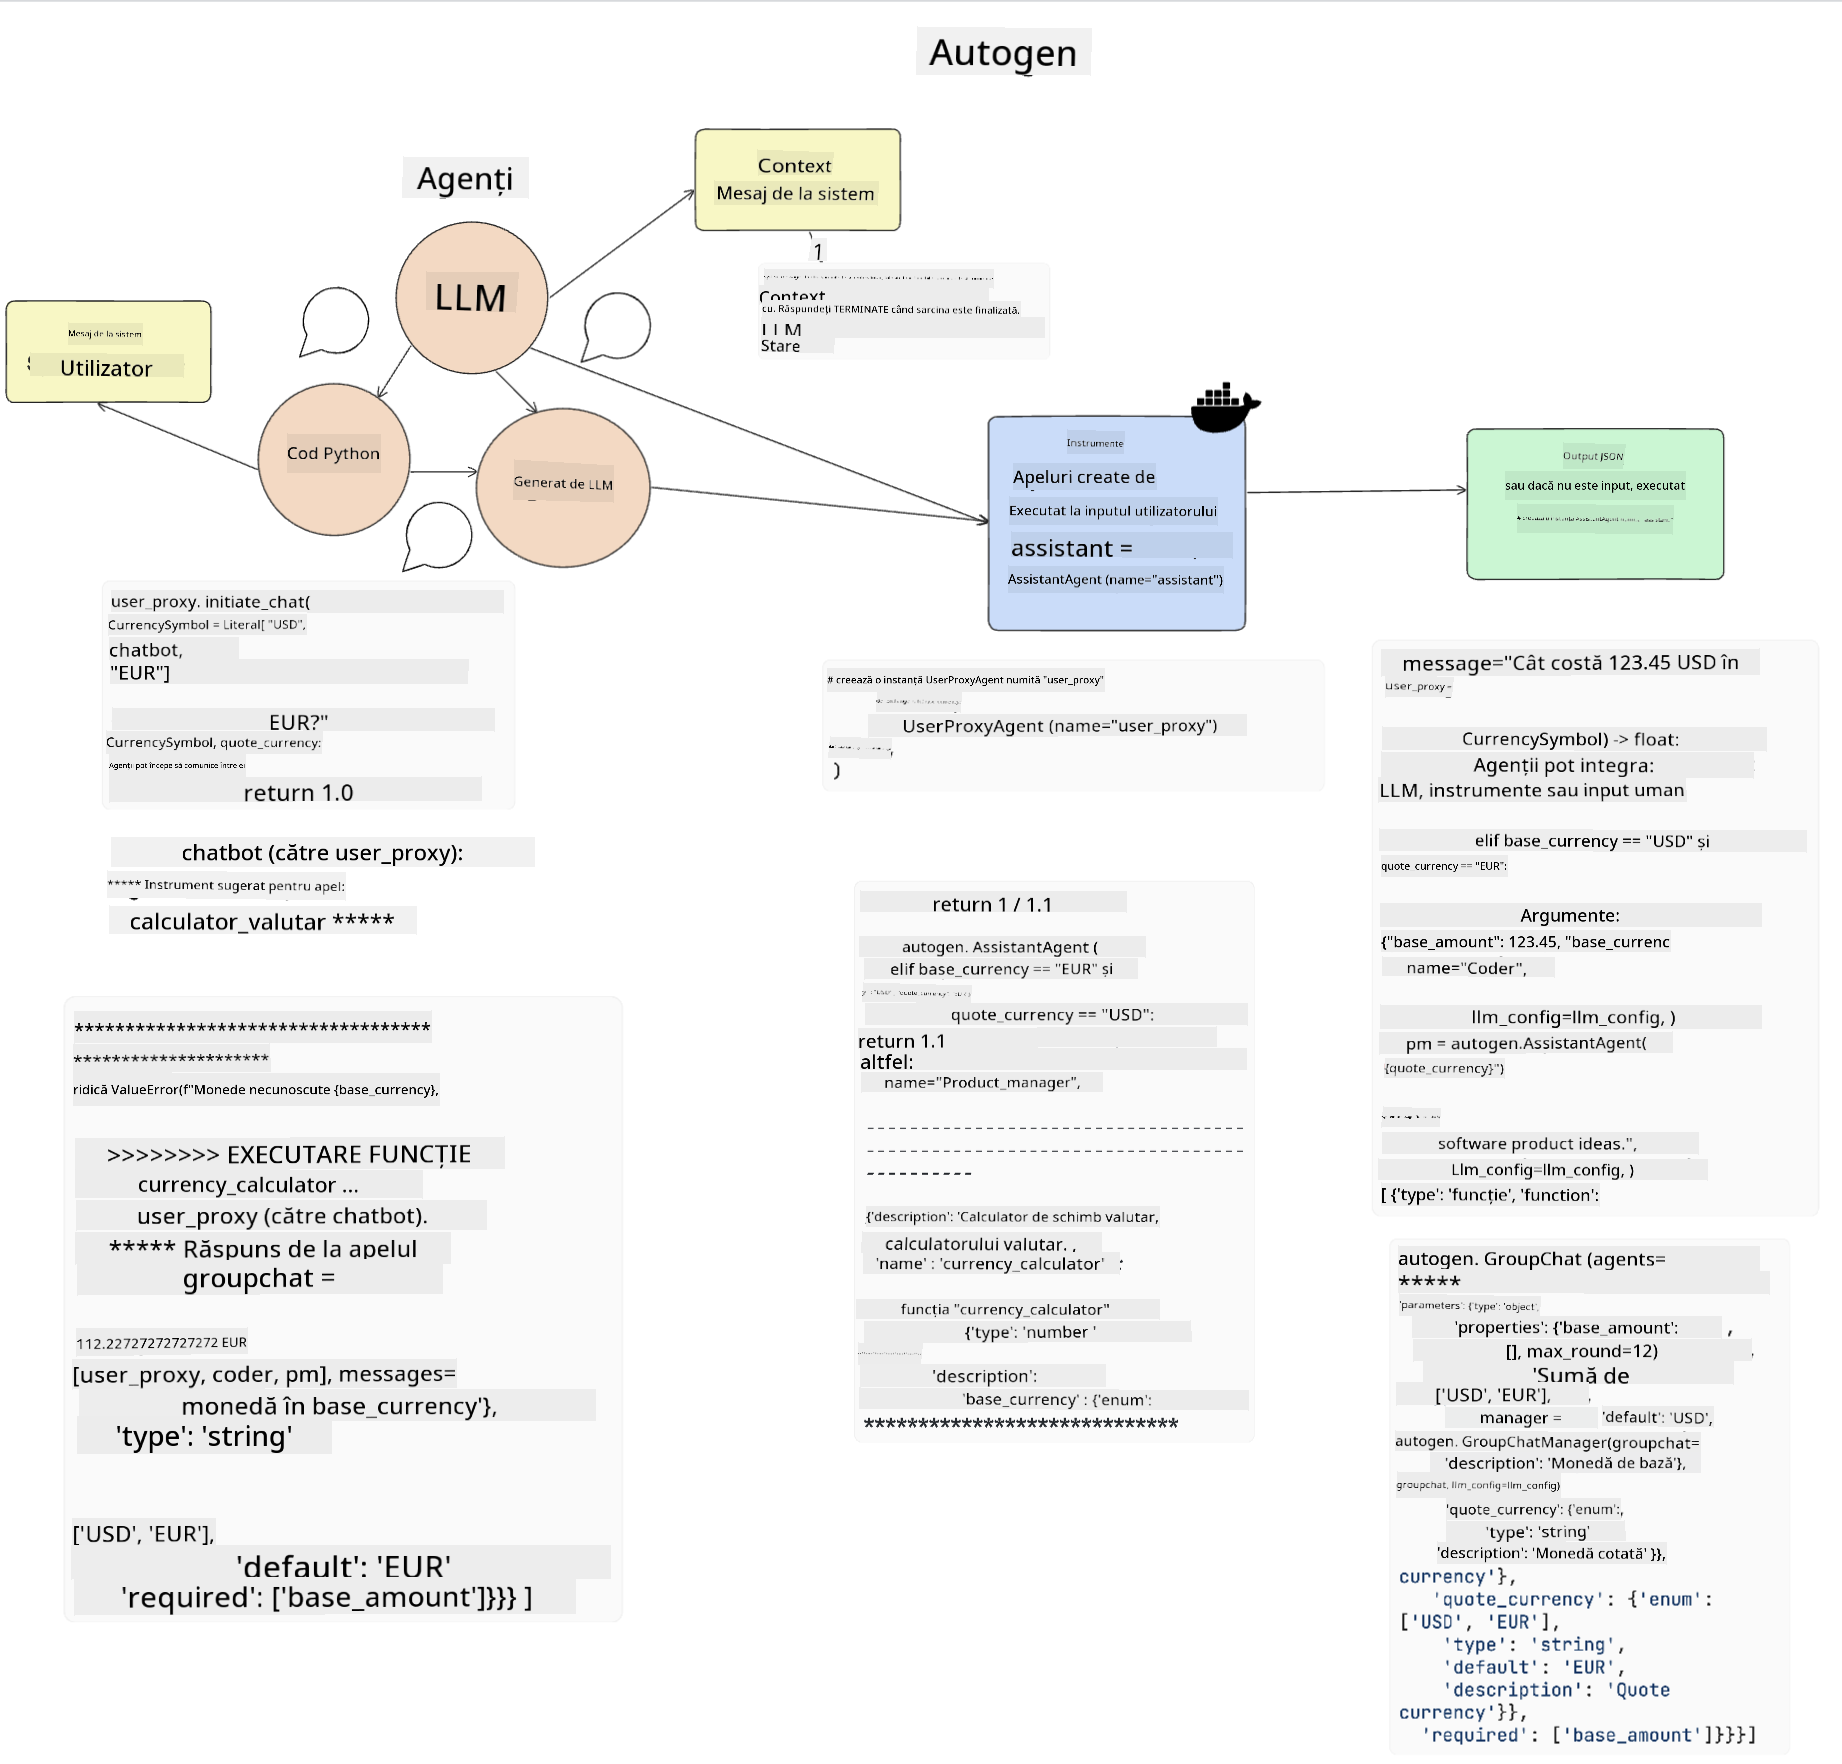 Autogen
Agenți
Context
Mesaj de la sistem
1
LLM
Context
cu. Răspundeți TERMINATE când sarcina este finalizată.
LLM
Stare
Mesaj de la sistem
Utilizator
Cod Python
Generat de LLM
Instrumente
Apeluri create de
Executat la inputul utilizatorului
assistant =
AssistantAgent (name="assistant")
Output JSON
sau dacă nu este input, executat
# creează o instanță AssistantAgent numită "assistant"
user_proxy. initiate_chat(
CurrencySymbol = Literal[ "USD",
chatbot,
"EUR"]
EUR?"
CurrencySymbol, quote_currency:
Agenții pot începe să comunice între ei
return 1.0
chatbot (către user_proxy):
***** Instrument sugerat pentru apel:
calculator_valutar *****
***********************************
*********************
ridică ValueError(f"Monede necunoscute {base_currency},
>>>>>>>> EXECUTARE FUNCȚIE
currency_calculator ...
user_proxy (către chatbot).
***** Răspuns de la apelul
groupchat =
112.22727272727272 EUR
[user_proxy, coder, pm], messages=
monedă în base_currency'},
'type': 'string'
['USD', 'EUR'],
'default': 'EUR'
'required': ['base_amount']}}} ]
# creează o instanță UserProxyAgent numită "user_proxy"
UserProxyAgent (name="user_proxy")
)
return 1 / 1.1
autogen. AssistantAgent (
elif base_currency == "EUR" și
quote_currency == "USD":
return 1.1
altfel:
name="Product_manager",
----------------------------------
----------------------------------
----------
{'description': 'Calculator de schimb valutar,
calculatorului valutar. ,
'name' : 'currency_calculator'
funcția "currency_calculator"
{'type': 'number '
'description':
'base_currency' : {'enum':
*****************************
message="Cât costă 123.45 USD în
user_proxy =
CurrencySymbol) -> float:
Agenții pot integra:
LLM, instrumente sau input uman
elif base_currency == "USD" și
quote_currency == "EUR":
Argumente:
{"base_amount": 123.45, "base_currenc
name="Coder",
llm_config=llm_config, )
pm = autogen.AssistantAgent(
{quote_currency}")
software product ideas.",
Llm_config=llm_config, )
[ {'type': 'funcție', 'function':
autogen. GroupChat (agents=
*****
'parameters': {'type': 'object',
'properties': {'base_amount': ,
[], max_round=12)
'Sumă de
['USD', 'EUR'],
manager = 'default': 'USD',
autogen. GroupChatManager(groupchat=
'description': 'Monedă de bază'},
groupchat, llm_config=llm_config)
'quote_currency': {'enum':,
'type': 'string'
'description': 'Monedă cotată' }},
currency'},
'quote_currency': {'enum':
['USD', 'EUR'],
'type': 'string',
'default': 'EUR',
'description': 'Quote
currency'}},
'required': ['base_amount']}}}]